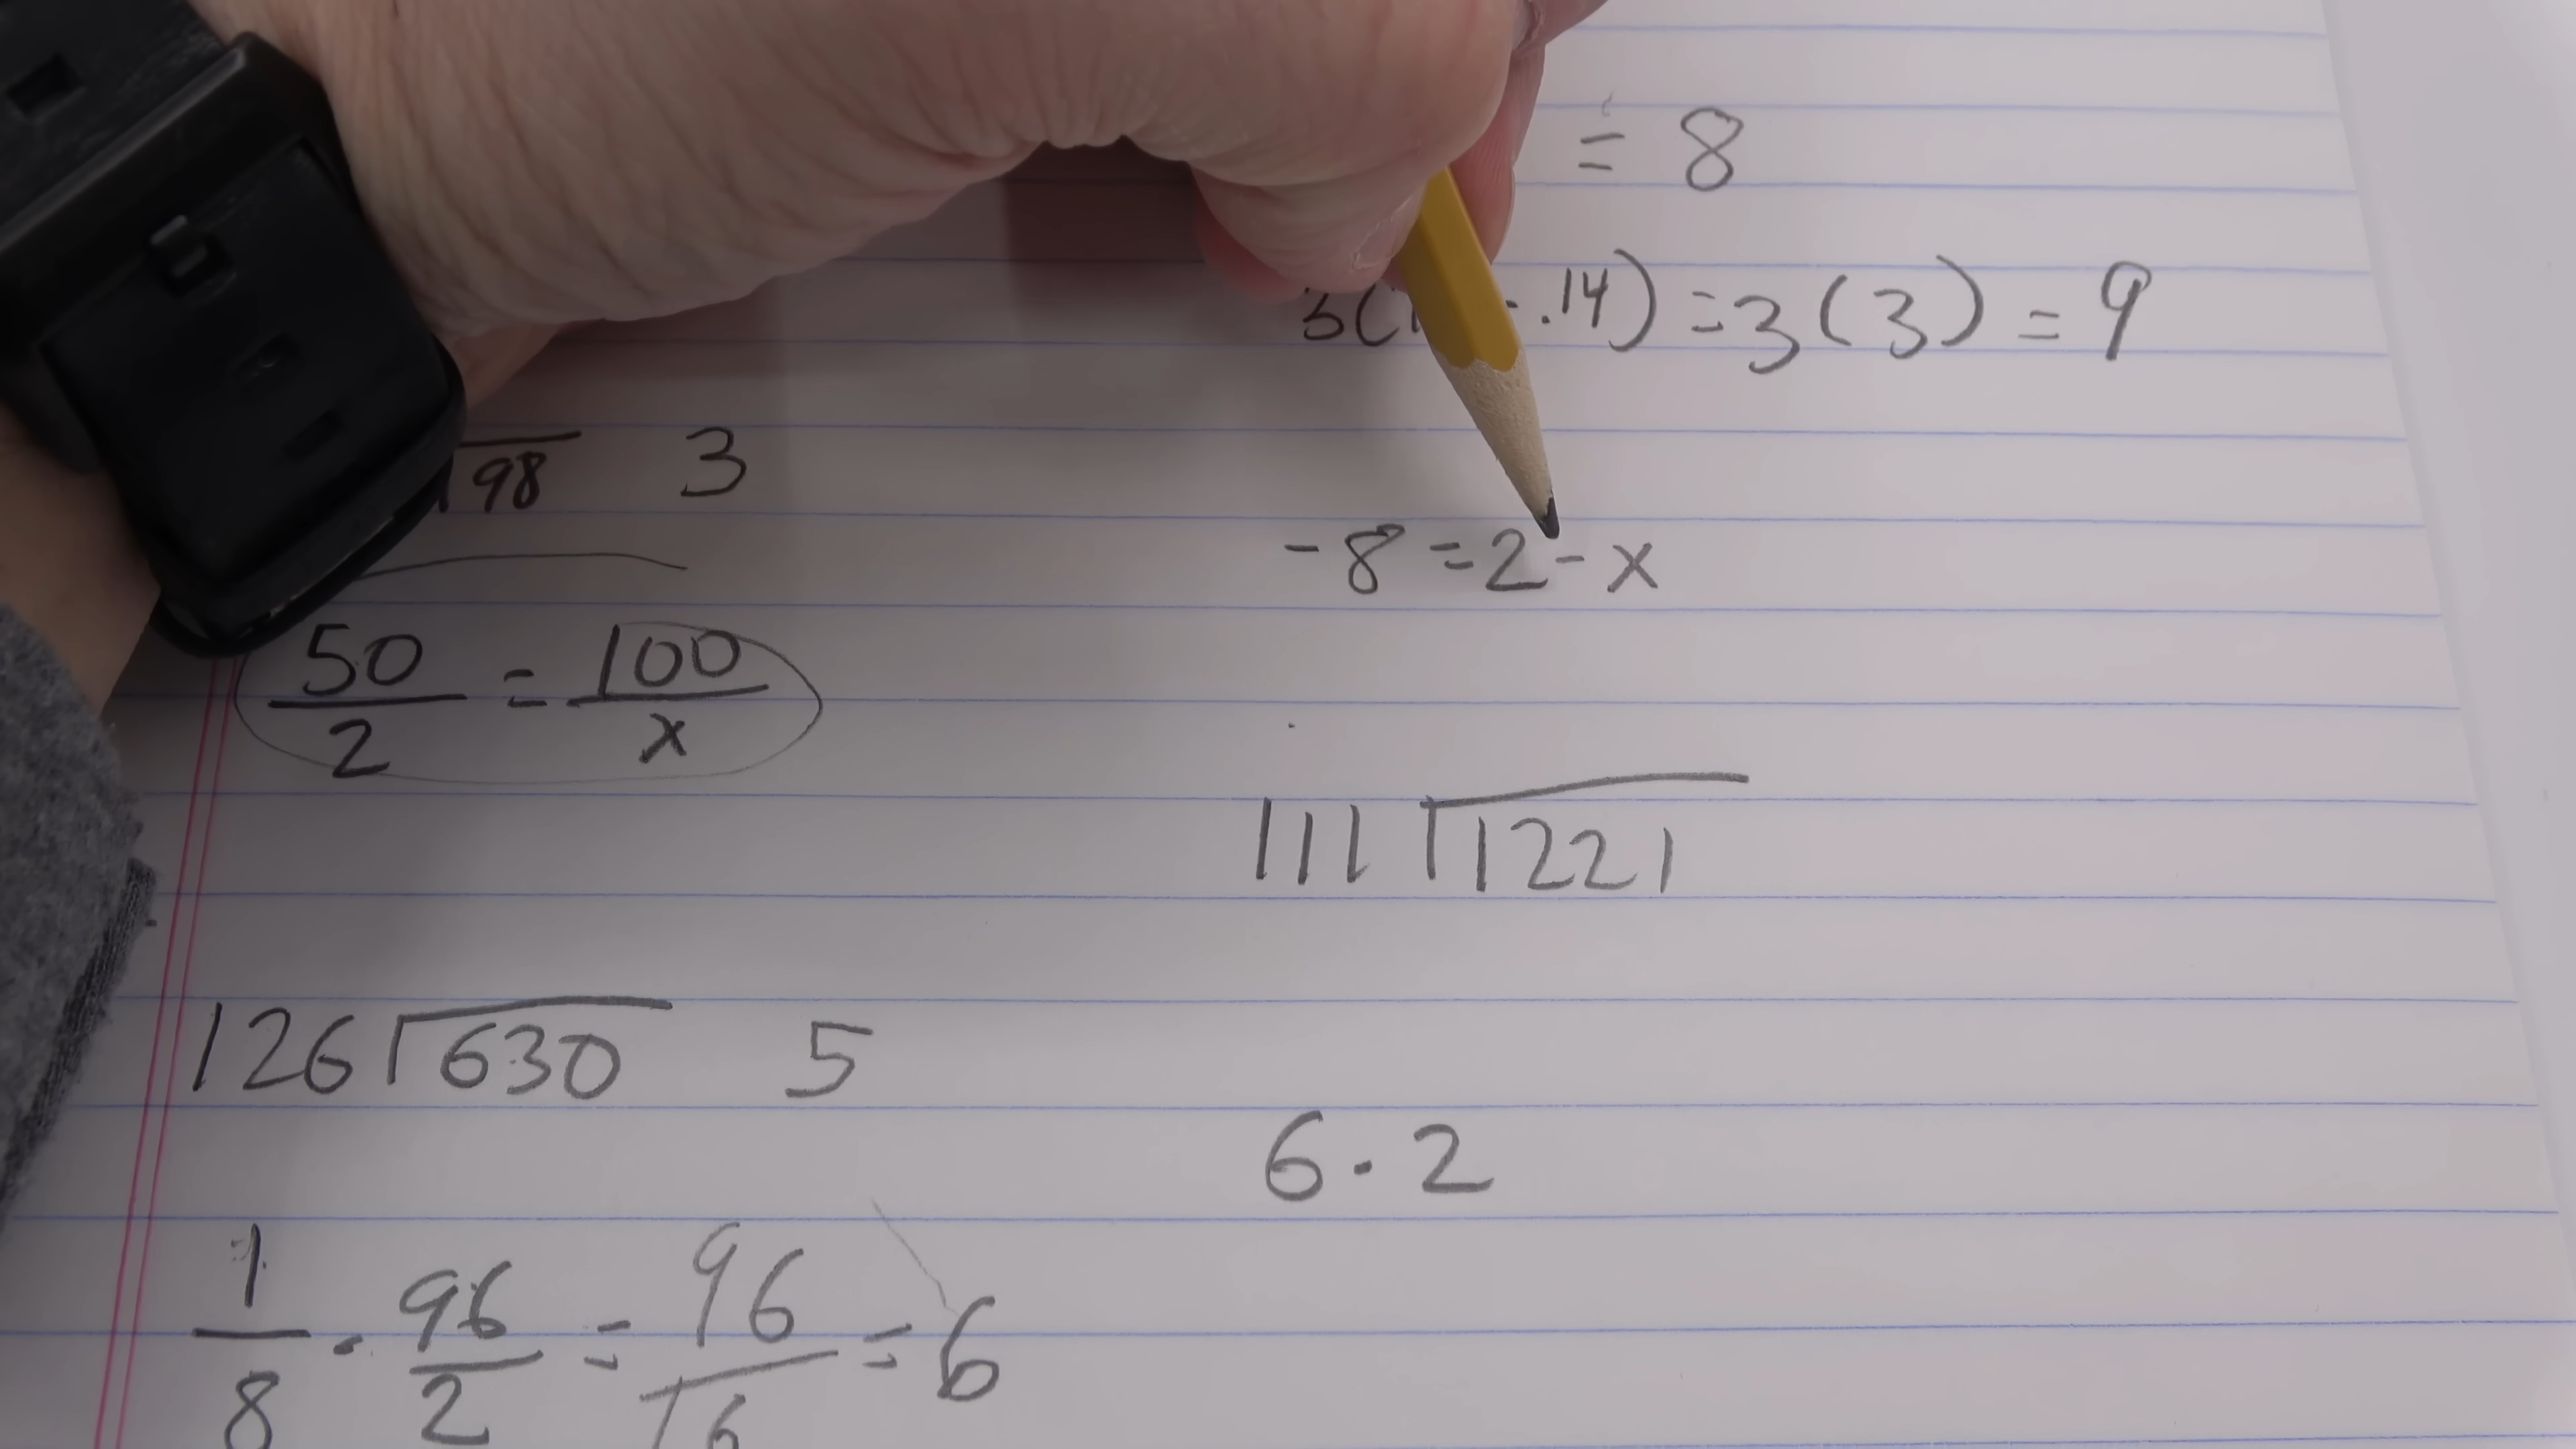 = 8
3( - .14) = 3(3) = 9
98 3
-8 = 2 - x
50/2 = 100/x
111 ⟌1221
126 ⟌630 5
6 · 2
1/8 · 96/2 = 96/16 = 6